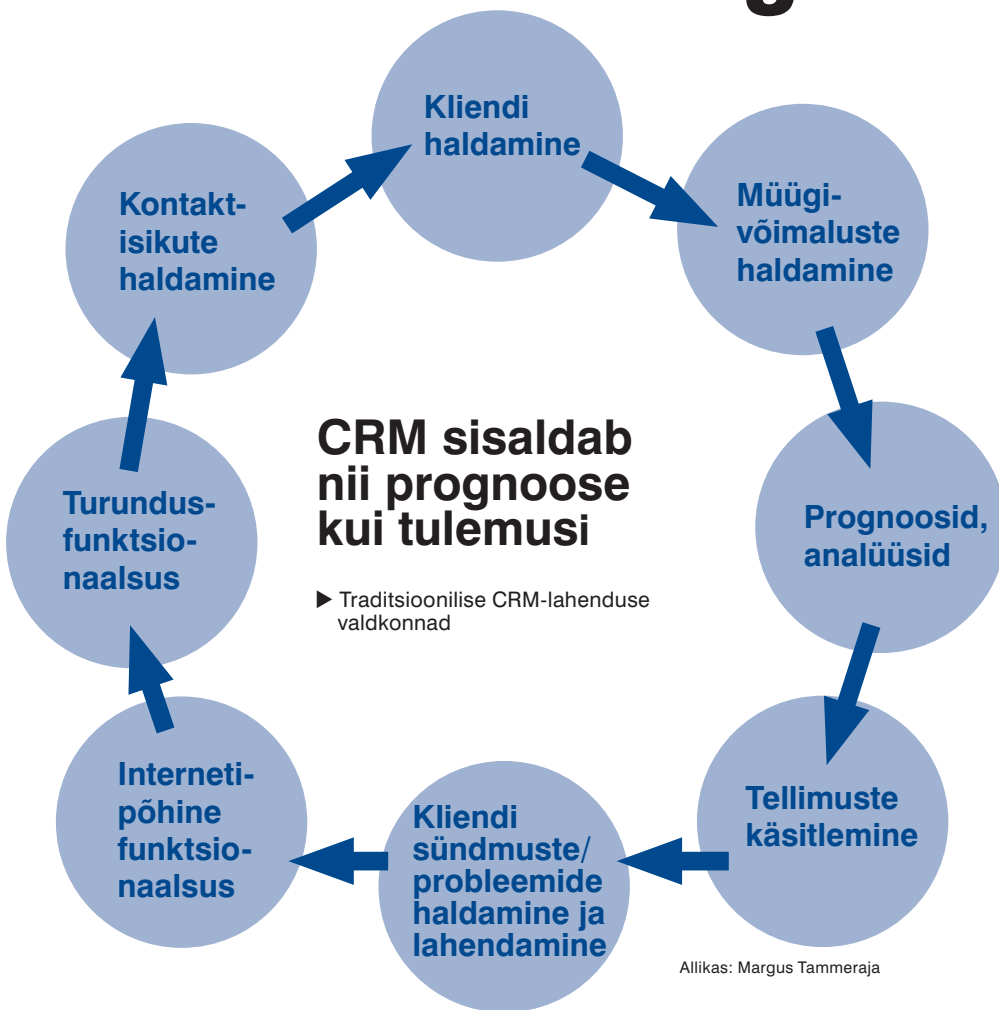 Kliendi
haldamine
Müügi-
võimaluste
haldamine
Prognoosid,
analüüsid
Tellimuste
käsitlemine
Kliendi
sündmuste/
probleemide
haldamine ja
lahendamine
Interneti-
põhine
funktsio-
naalsus
Turundus-
funktsio-
naalsus
Kontakt-
isikute
haldamine
CRM sisaldab
nii prognoose
kui tulemusi
▶ Traditsioonilise CRM-lahenduse
valdkonnad
Allikas: Margus Tammeraja